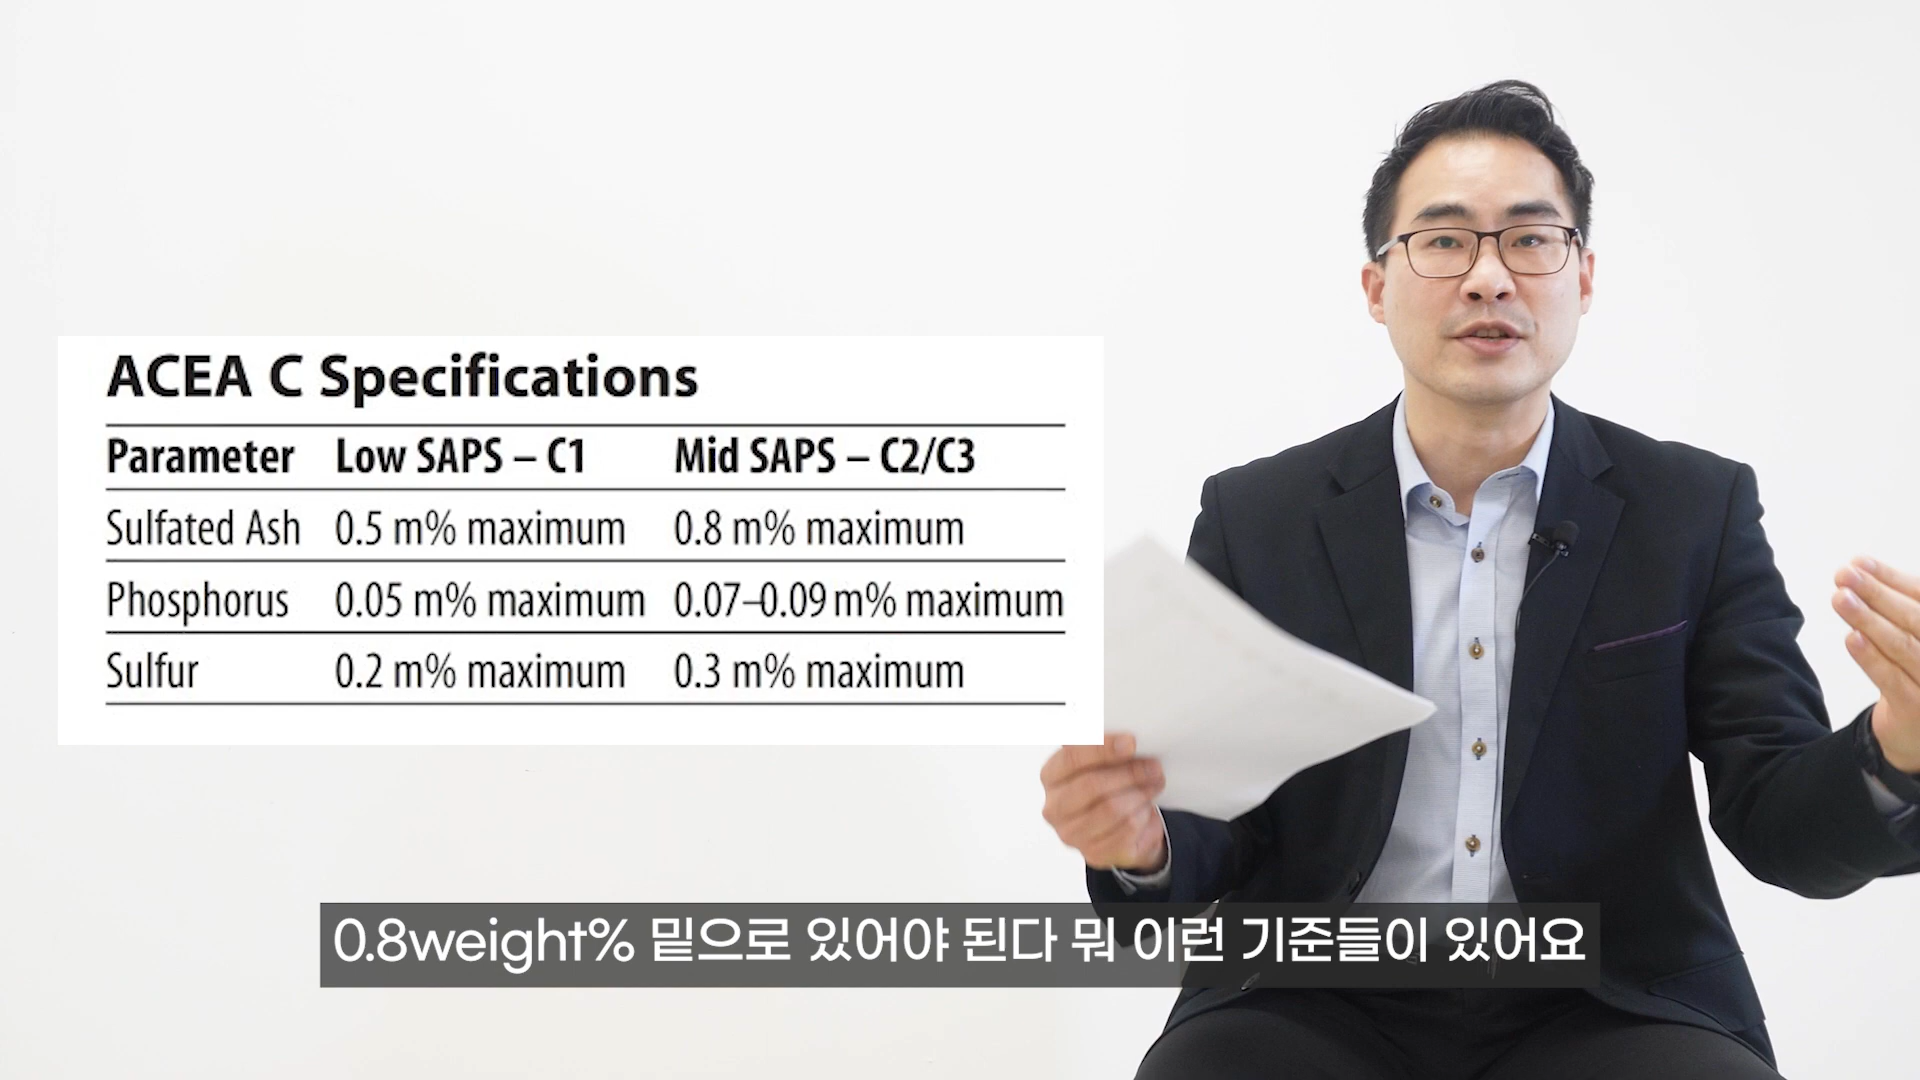 ACEA C Specifications
Parameter Low SAPS – C1 Mid SAPS – C2/C3
Sulfated Ash 0.5 m% maximum 0.8 m% maximum
Phosphorus 0.05 m% maximum 0.07–0.09 m% maximum
Sulfur 0.2 m% maximum 0.3 m% maximum
0.8weight% 밑으로 있어야 된다 뭐 이런 기준들이 있어요